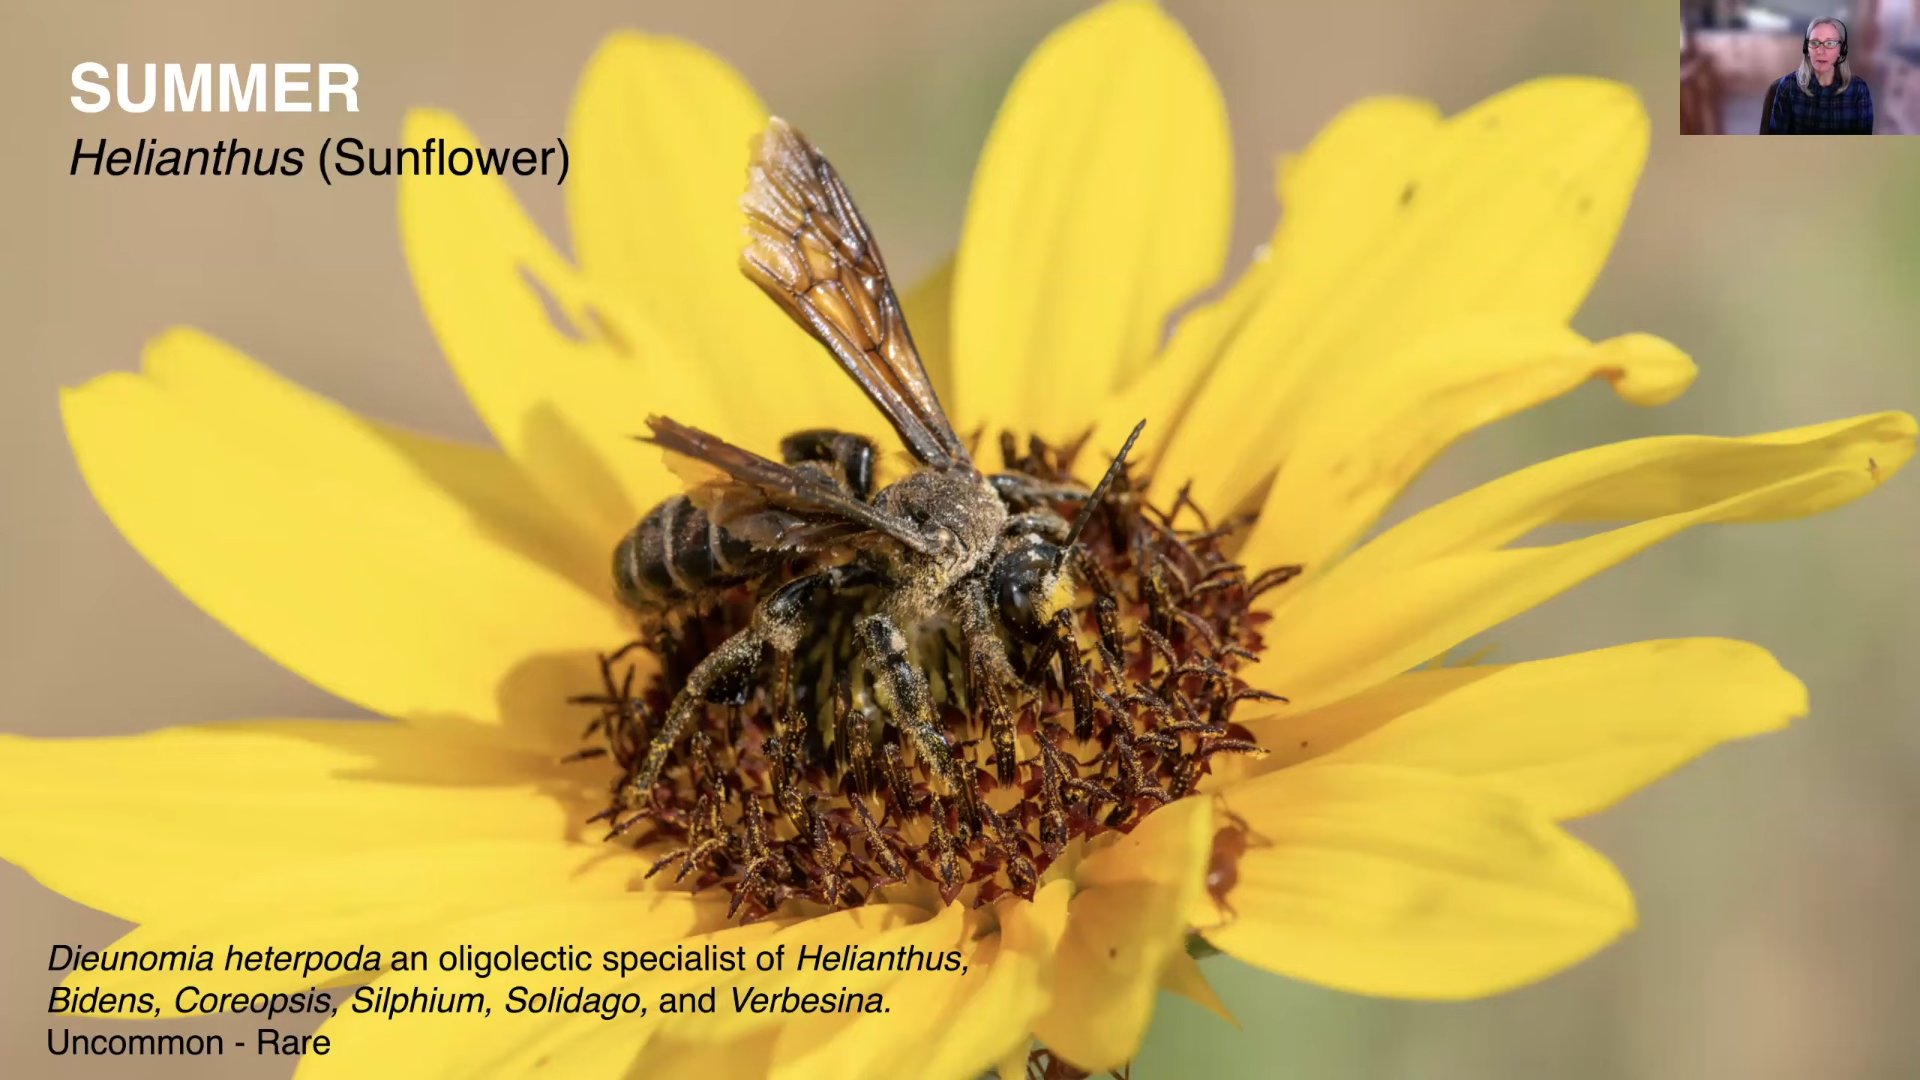 SUMMER
Helianthus (Sunflower)
Dieunomia heterpoda an oligolectic specialist of Helianthus,
Bidens, Coreopsis, Silphium, Solidago, and Verbesina.
Uncommon - Rare